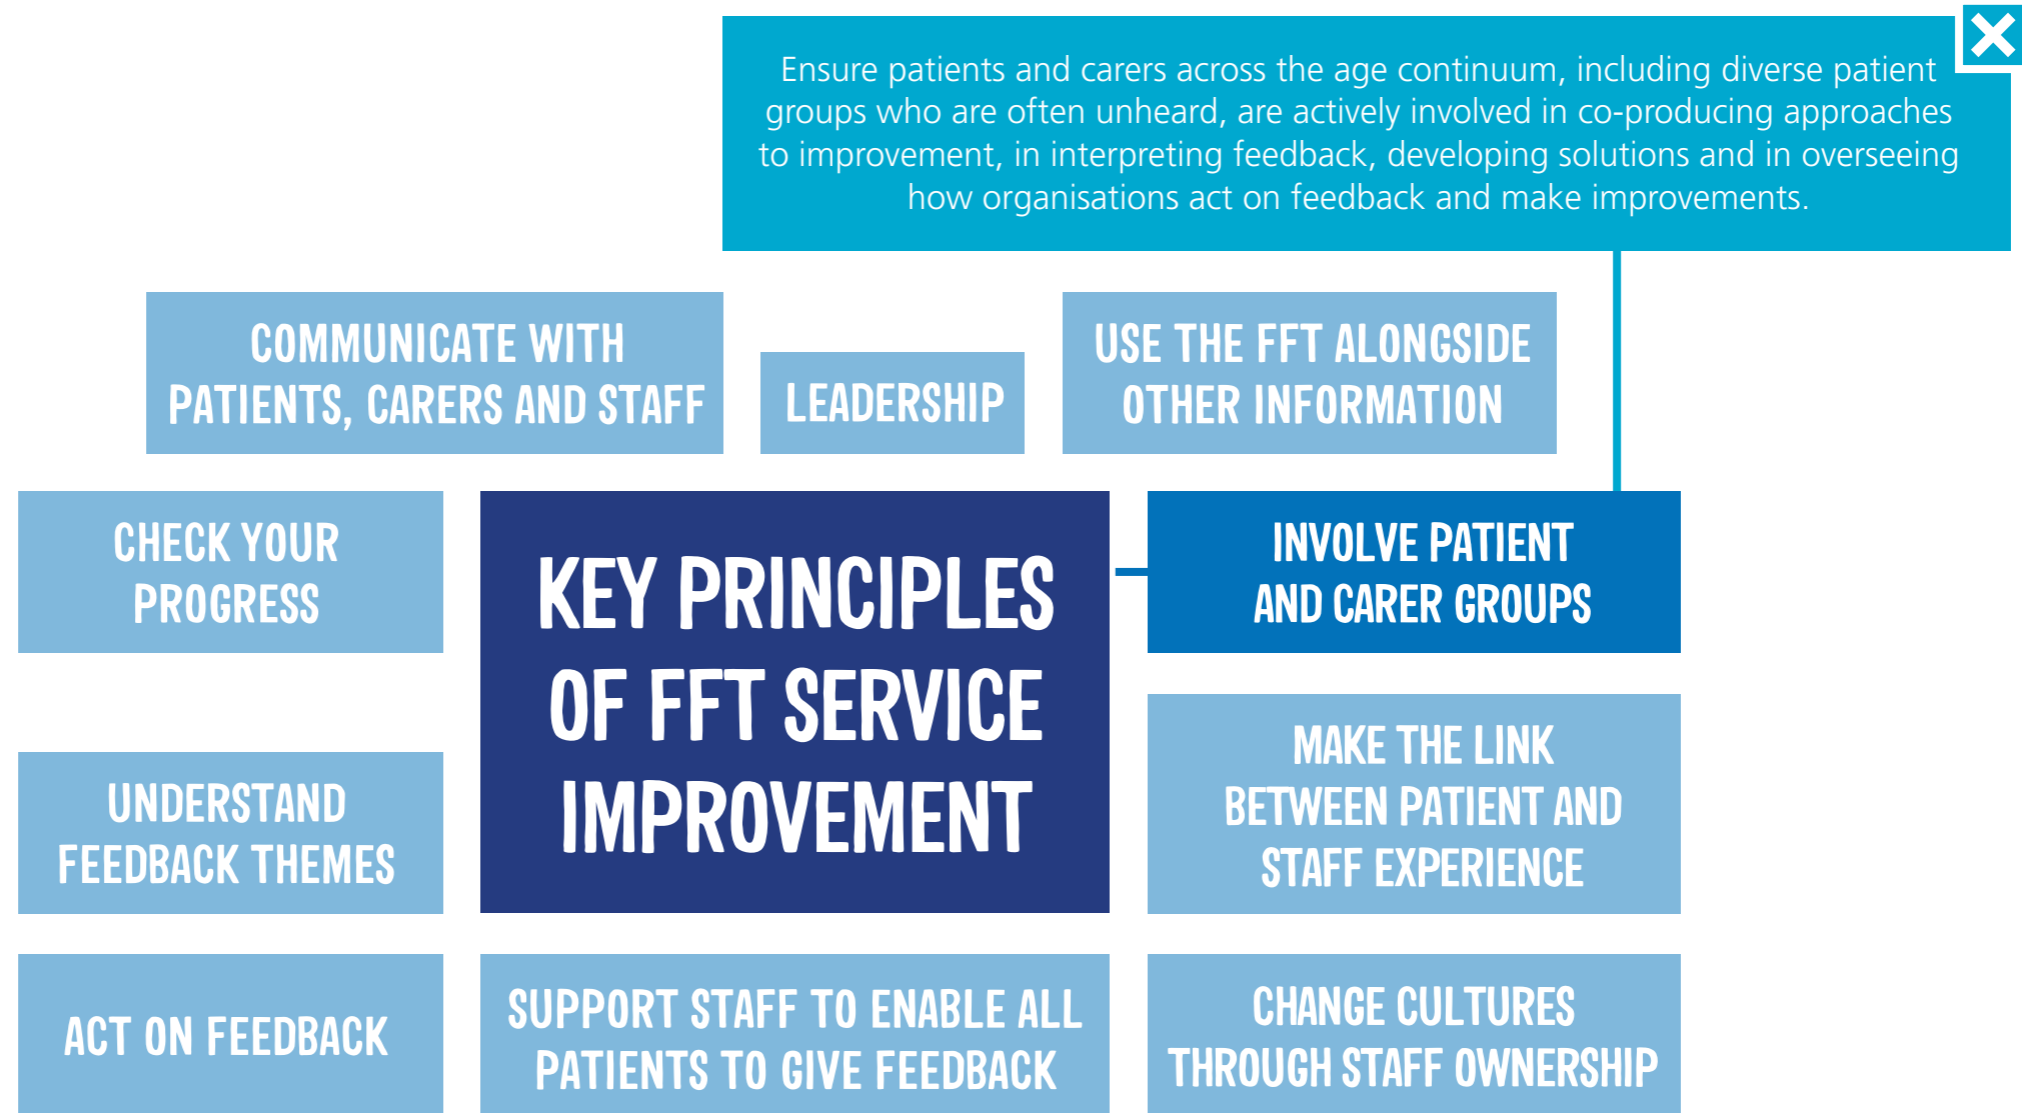 Ensure patients and carers across the age continuum, including diverse patient
groups who are often unheard, are actively involved in co-producing approaches
to improvement, in interpreting feedback, developing solutions and in overseeing
how organisations act on feedback and make improvements.
COMMUNICATE WITH
PATIENTS, CARERS AND STAFF
LEADERSHIP
USE THE FFT ALONGSIDE
OTHER INFORMATION
CHECK YOUR
PROGRESS
KEY PRINCIPLES
OF FFT SERVICE
IMPROVEMENT
INVOLVE PATIENT
AND CARER GROUPS
UNDERSTAND
FEEDBACK THEMES
MAKE THE LINK
BETWEEN PATIENT AND
STAFF EXPERIENCE
ACT ON FEEDBACK
SUPPORT STAFF TO ENABLE ALL
PATIENTS TO GIVE FEEDBACK
CHANGE CULTURES
THROUGH STAFF OWNERSHIP